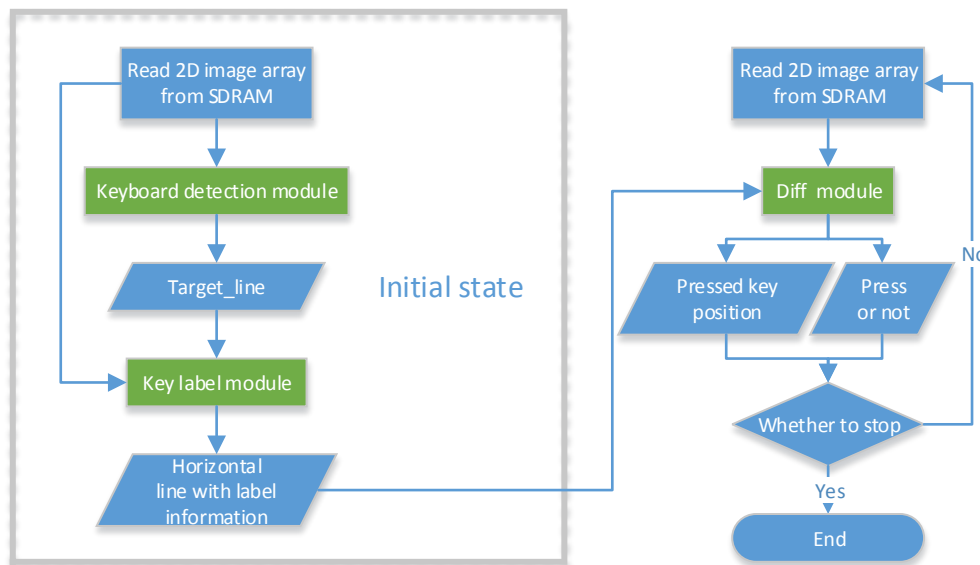 Read 2D image array
from SDRAM
Keyboard detection module
Target_line
Key label module
Horizontal
line with label
information
Initial state
Read 2D image array
from SDRAM
Diff module
Pressed key
position
Press
or not
No
Whether to stop
Yes
End